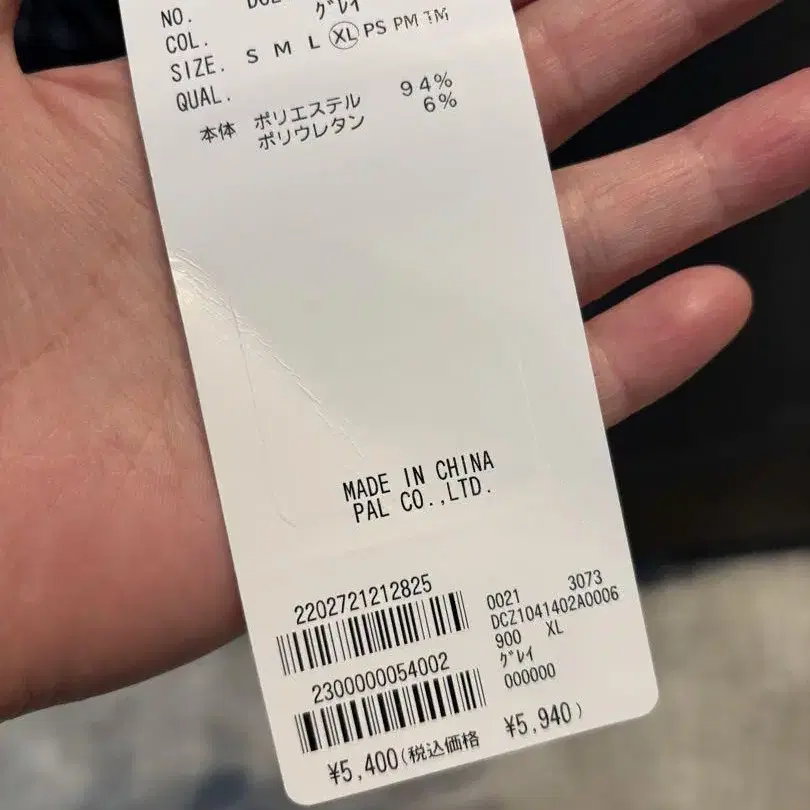 NO.
COL. グレイ
SIZE. S M L XL PS PM TM
QUAL.
本体 ポリエステル 94%
ポリウレタン 6%
MADE IN CHINA
PAL CO.,LTD.
2202721212825
2300000054002
0021 3073
DCZ1041402A0006
900 XL
グレイ
000000
¥5,400(税込価格 ¥5,940)